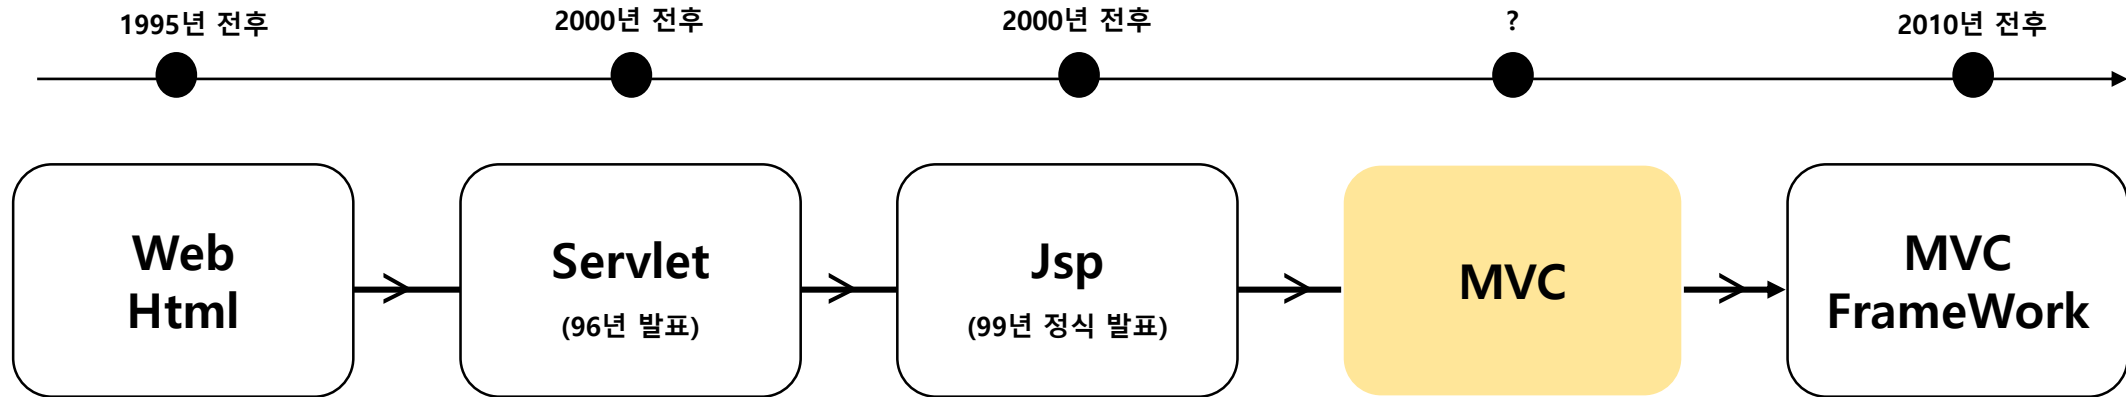 1995년 전후
2000년 전후
2000년 전후
?
2010년 전후
Web
Html
Servlet
(96년 발표)
Jsp
(99년 정식 발표)
MVC
MVC
FrameWork